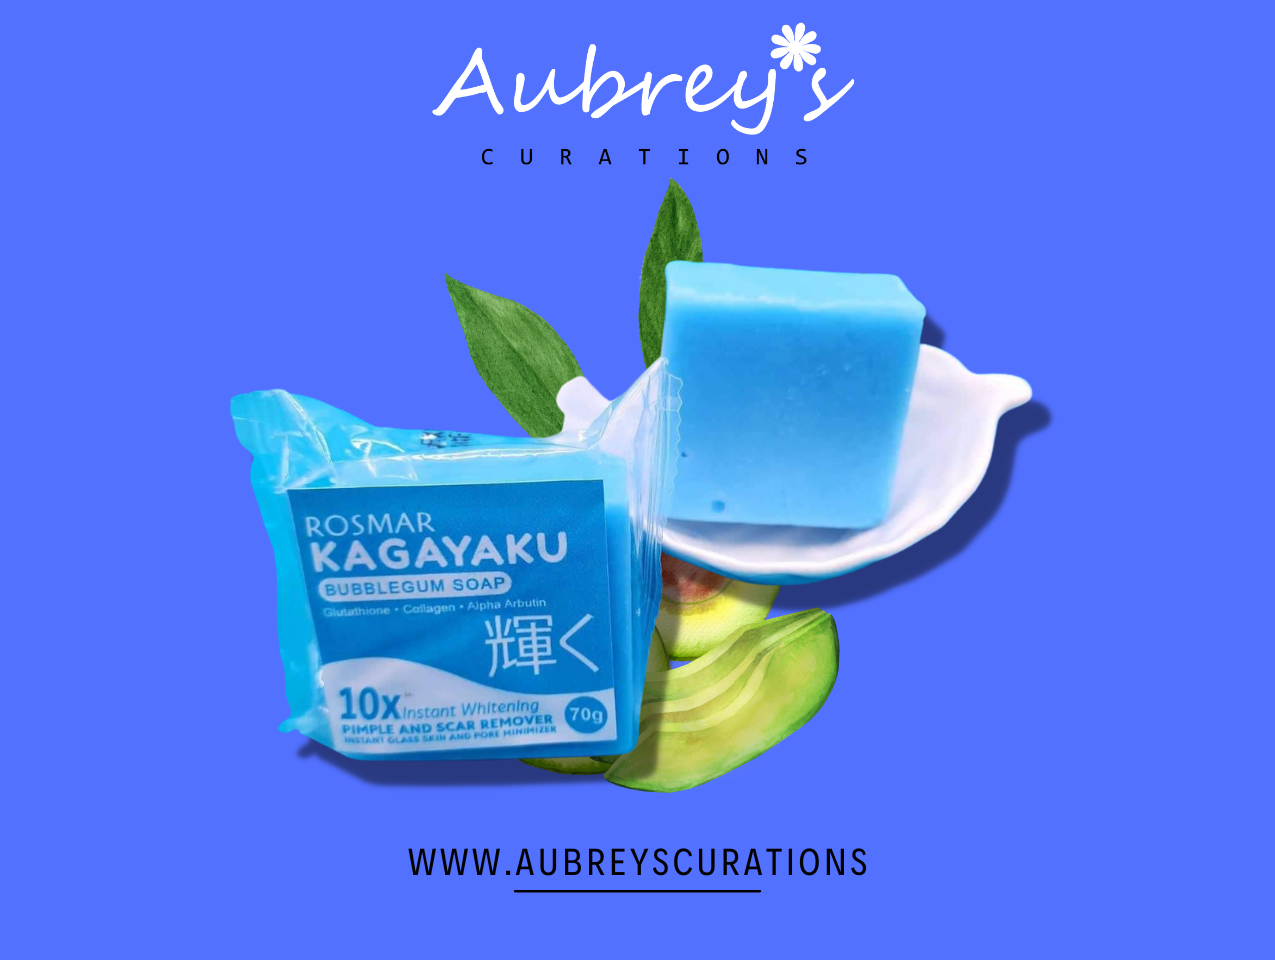 Aubrey's
CURATIONS
ROSMAR
KAGAYAKU
BUBBLEGUM SOAP
Glutathione • Collagen • Alpha Arbutin
輝く
10x Instant Whitening
70g
PIMPLE AND SCAR REMOVER
INSTANT GLASS SKIN AND PORE MINIMIZER
WWW.AUBREYSCURATIONS